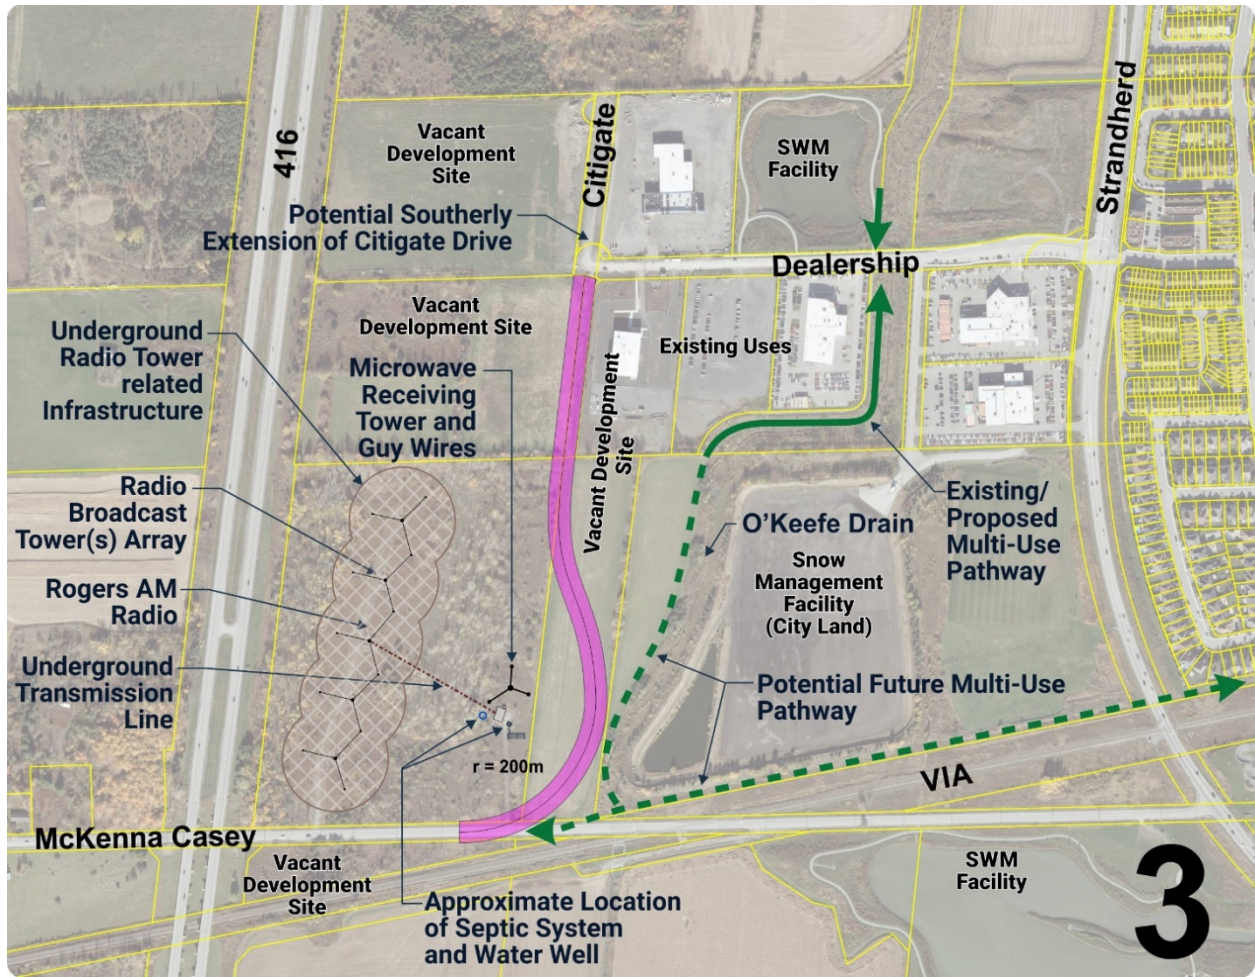 416
Vacant
Development
Site
Citigate
SWM
Facility
Strandherd
Potential Southerly
Extension of Citigate Drive
Dealership
Vacant
Development Site
Underground
Radio Tower
related
Infrastructure
Microwave
Receiving
Tower and
Guy Wires
Existing Uses
Vacant Development
Site
Radio
Broadcast
Tower(s) Array
O'Keefe Drain
Existing/
Proposed
Multi-Use
Pathway
Snow
Management
Facility
(City Land)
Rogers AM
Radio
Underground
Transmission
Line
Potential Future Multi-Use
Pathway
r = 200m
VIA
McKenna Casey
Vacant
Development
Site
SWM
Facility
Approximate Location
of Septic System
and Water Well
3